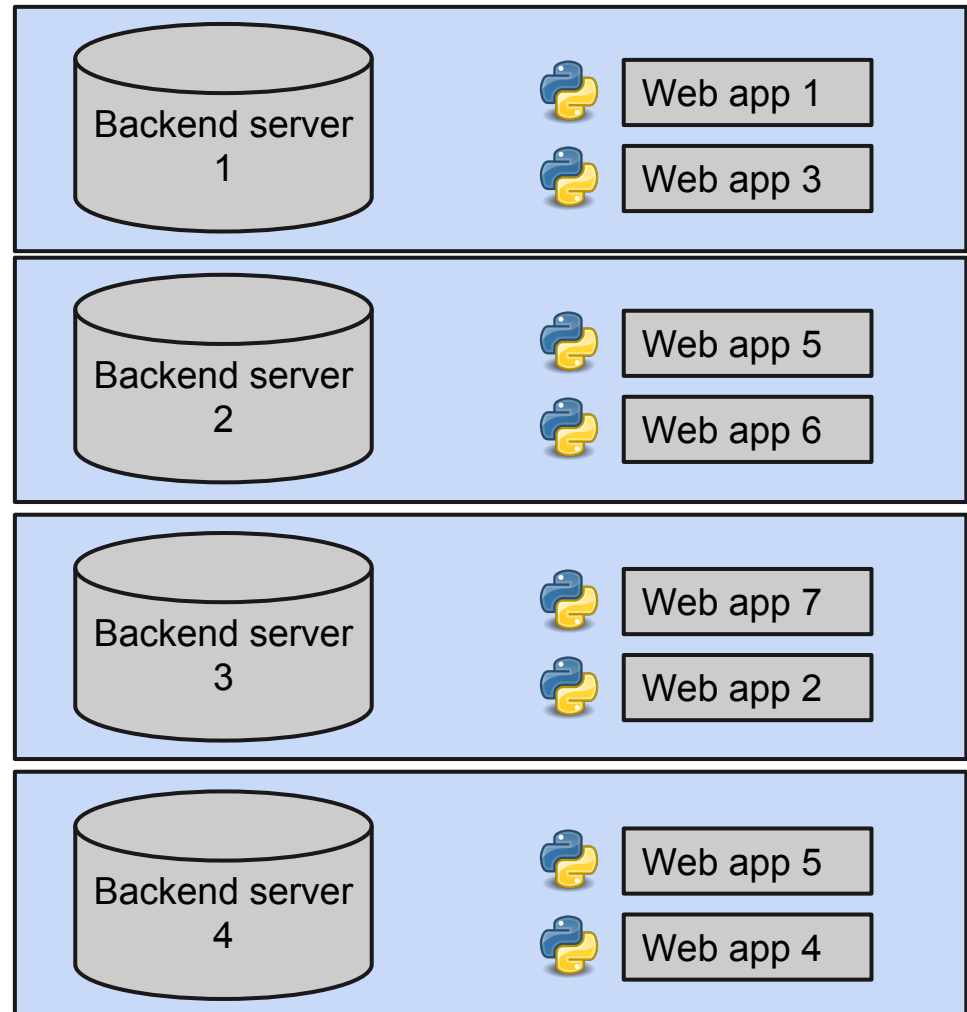 Backend server
1
Web app 1
Web app 3
Backend server
2
Web app 5
Web app 6
Backend server
3
Web app 7
Web app 2
Backend server
4
Web app 5
Web app 4